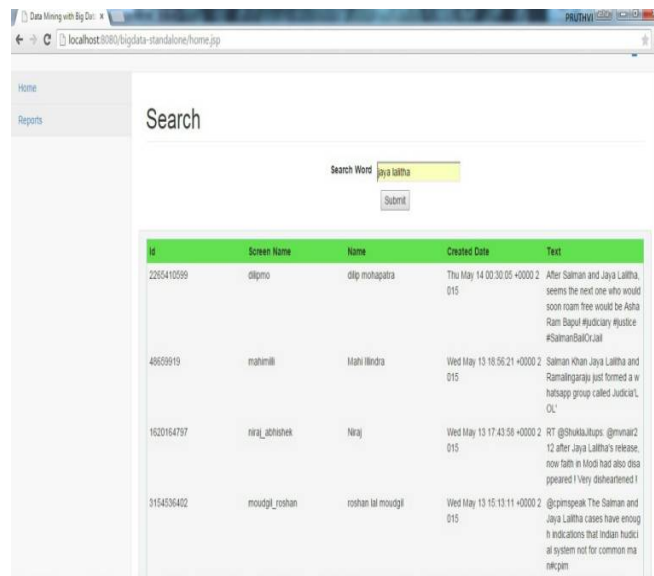 Data Mining with Big Dat
PRUTHVI
localhost:8080/bigdata-standalone/home.jsp
Home
Reports
Search
Search Word jaya lalitha
Submit
Id Screen Name Name Created Date Text
2265410599 dilipmo dilip mohapatra Thu May 14 00:30:05 +0000 2 After Salman and Jaya Lalitha,
015 seems the next one who would
soon roam free would be Asha
Ram Bapu! #judiciary #justice
#SalmanBailOrJail
48659919 mahimilli Mahi Illindra Wed May 13 18:56:21 +0000 2 Salman Khan Jaya Lalitha and
015 Ramalingaraju just formed a w
hatsapp group called Judicia'L
OL'
1620164797 niraj_abhishek Niraj Wed May 13 17:43:58 +0000 2 RT @ShuklaJitups: @mvnair2
015 12 after Jaya Lalitha's release,
now faith in Modi had also disa
ppeared ! Very disheartened !
3154536402 moudgil_roshan roshan lal moudgil Wed May 13 15:13:11 +0000 2 @cpimspeak The Salman and
015 Jaya Lalitha cases have enoug
h indications that Indian hudici
al system not for common ma
n#cpim